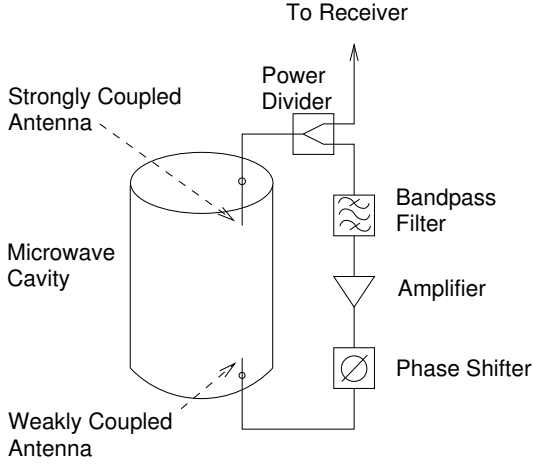 To Receiver
Power
Divider
Strongly Coupled
Antenna
Bandpass
Filter
Microwave
Cavity
Amplifier
Phase Shifter
Weakly Coupled
Antenna